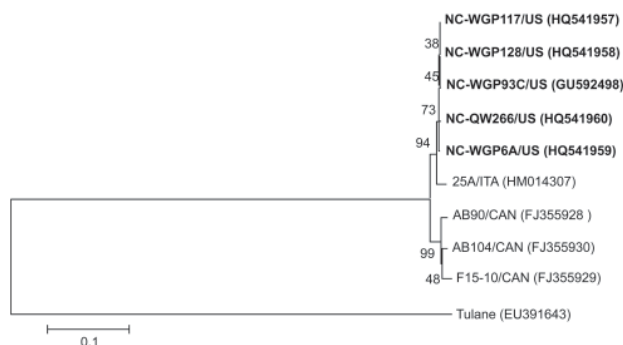 NC-WGP117/US (HQ541957)
38
NC-WGP128/US (HQ541958)
45
NC-WGP93C/US (GU592498)
73
NC-QW266/US (HQ541960)
94
NC-WGP6A/US (HQ541959)
25A/ITA (HM014307)
AB90/CAN (FJ355928 )
AB104/CAN (FJ355930)
99
48
F15-10/CAN (FJ355929)
Tulane (EU391643)
0.1